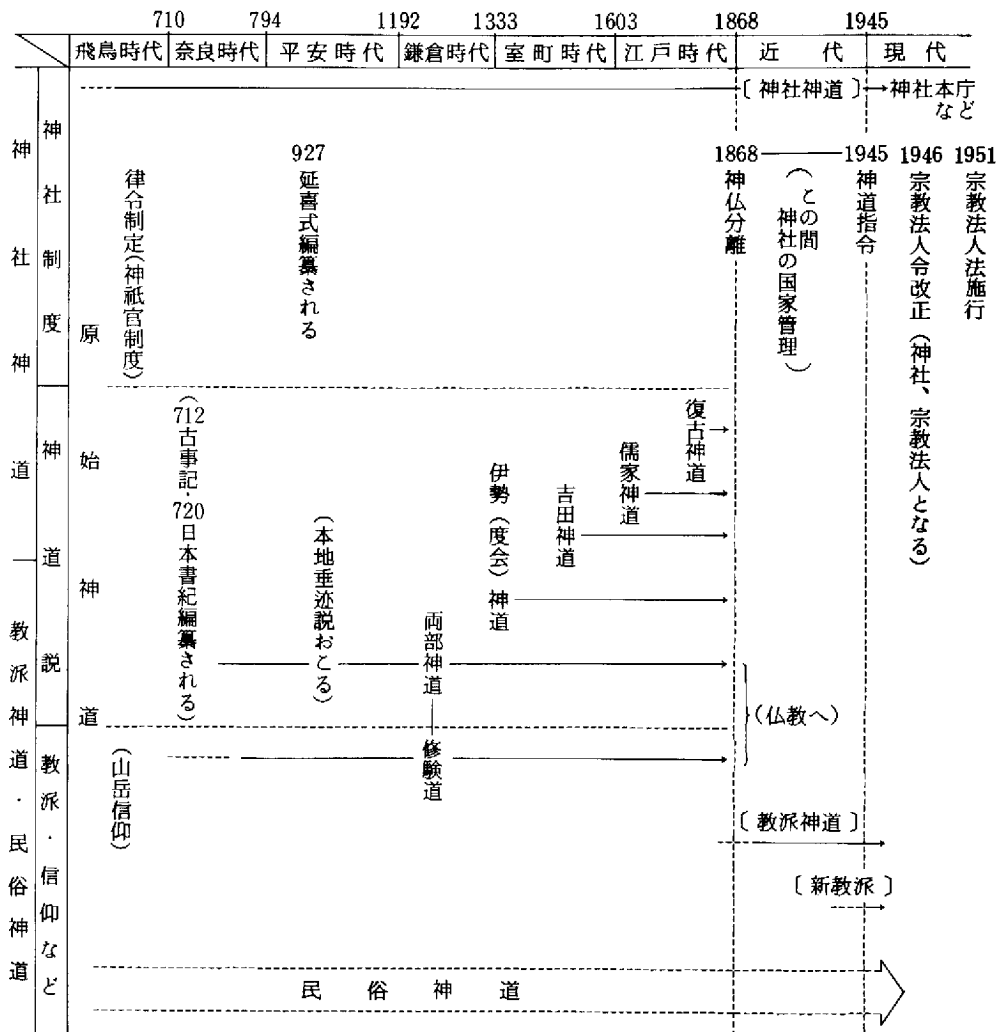 710 794 1192 1333 1603 1868 1945
飛鳥時代 奈良時代 平安時代 鎌倉時代 室町時代 江戸時代 近代 現代
神社神道
教派神道・民俗神道
神社制度
神道説
教派・信仰など
原始神道
〔神社神道〕
神社本庁
など
律令制定(神祇官制度)
927
延喜式編纂される
1868
神仏分離
(この間
神社の国家管理)
1945
神道指令
1946
宗教法人令改正(神社、宗教法人となる)
1951
宗教法人法施行
(712古事記・720日本書紀編纂される)
(本地垂迹説おこる)
両部神道
伊勢(度会)神道
吉田神道
儒家神道
復古神道
(仏教へ)
(山岳信仰)
修験道
〔教派神道〕
〔新教派〕
民俗神道